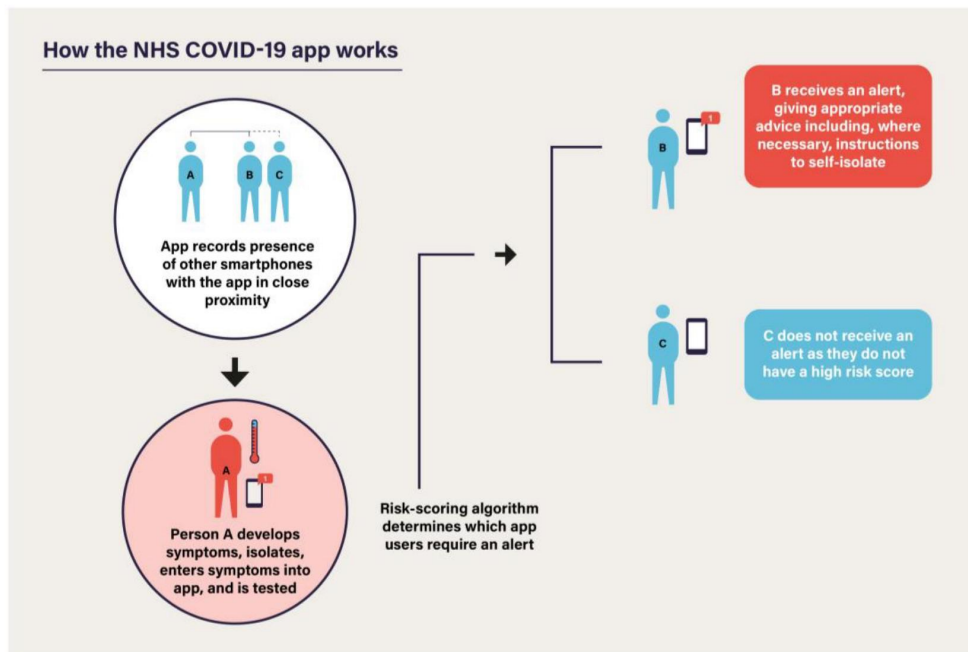 How the NHS COVID-19 app works
A
B
C
App records presence
of other smartphones
with the app in close
proximity
A
1
Person A develops
symptoms, isolates,
enters symptoms into
app, and is tested
Risk-scoring algorithm
determines which app
users require an alert
B
1
B receives an alert,
giving appropriate
advice including, where
necessary, instructions
to self-isolate
C
C does not receive an
alert as they do not
have a high risk score